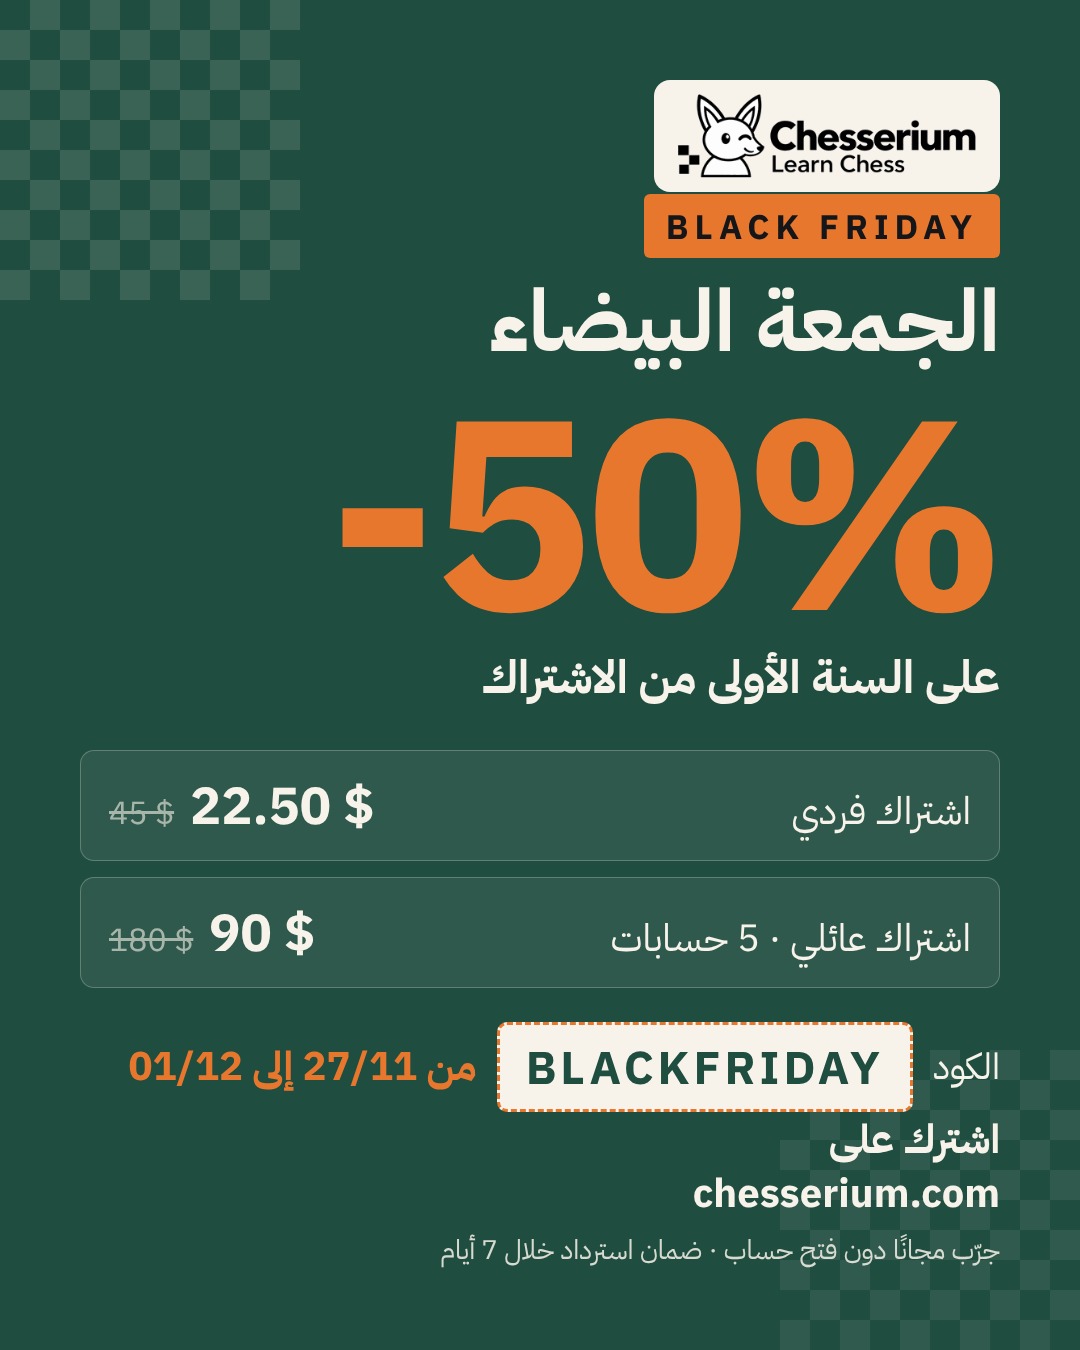 Chesserium
Learn Chess
BLACK FRIDAY
الجمعة البيضاء
-50%
على السنة الأولى من الاشتراك
اشتراك فردي 22.50 $ 45 $
اشتراك عائلي · 5 حسابات 90 $ 180 $
الكود BLACKFRIDAY من 27/11 إلى 01/12
اشترك على
chesserium.com
جرّب مجانًا دون فتح حساب · ضمان استرداد خلال 7 أيام